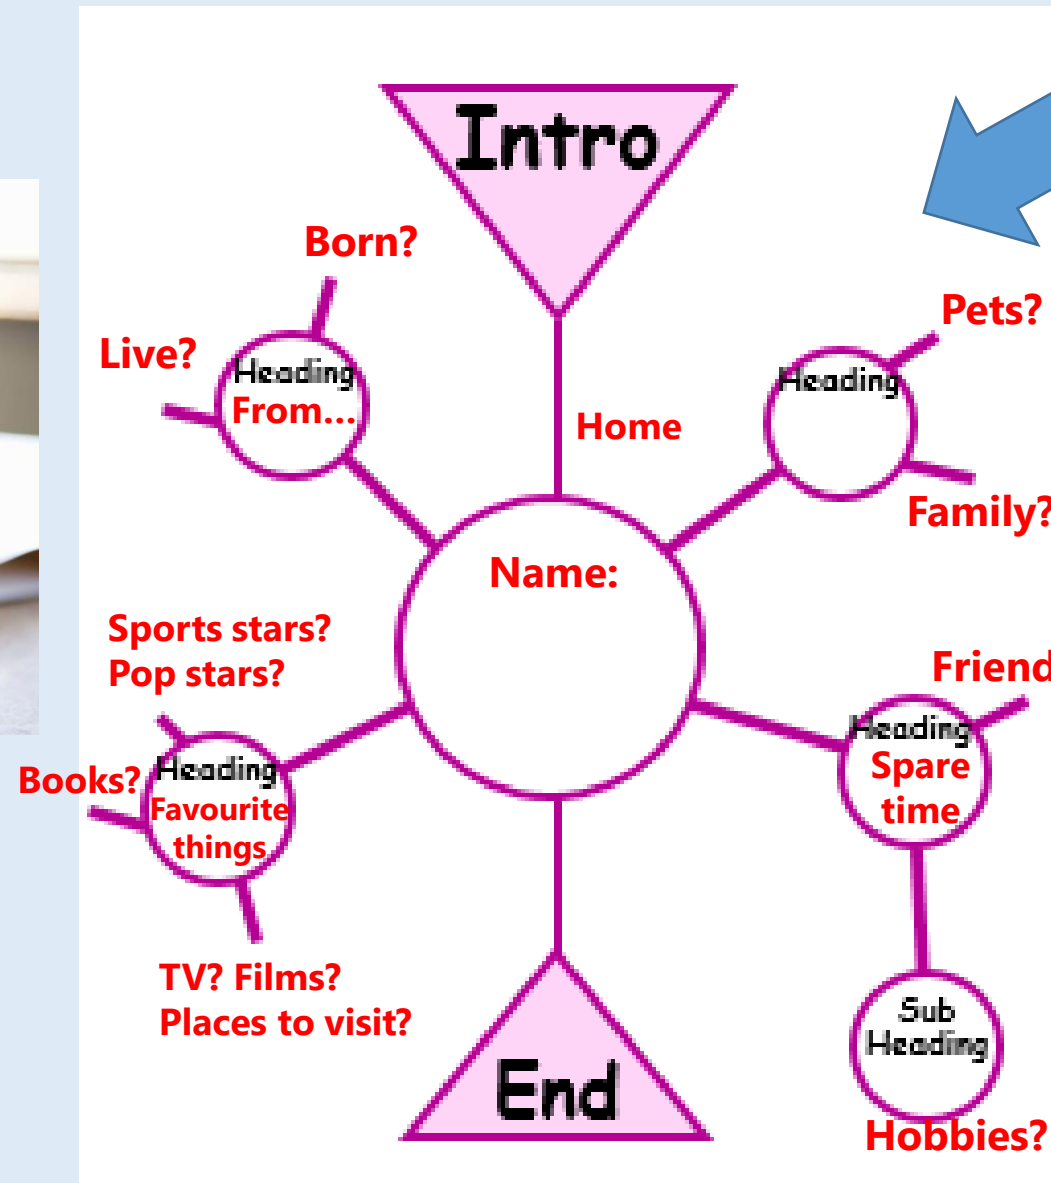 Intro
Born?
Live?
Heading
From...
Home
Pets?
Heading
Family?
Name:
Sports stars?
Pop stars?
Books?
Heading
Favourite
things
TV? Films?
Places to visit?
Friend
Heading
Spare
time
Sub
Heading
Hobbies?
End